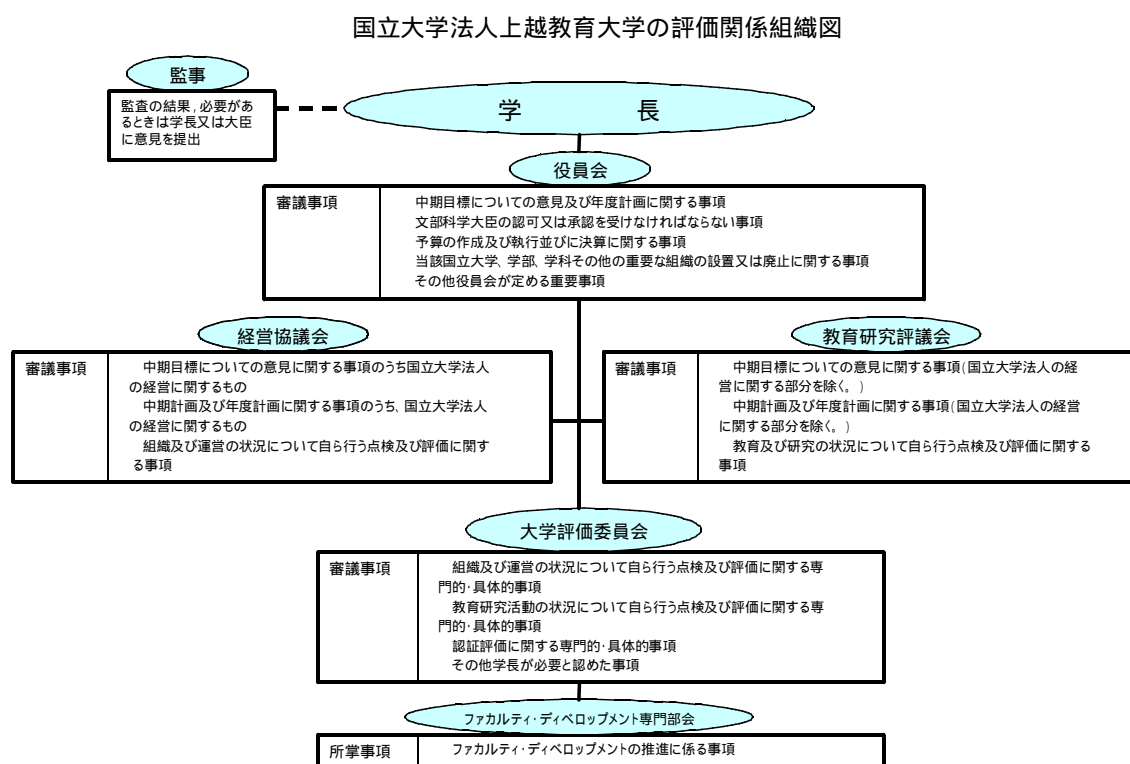 国立大学法人上越教育大学の評価関係組織図
監事
監査の結果,必要があ
るときは学長又は大臣
に意見を提出
学 長
役員会
審議事項
中期目標についての意見及び年度計画に関する事項
文部科学大臣の認可又は承認を受けなければならない事項
予算の作成及び執行並びに決算に関する事項
当該国立大学、学部、学科その他の重要な組織の設置又は廃止に関する事項
その他役員会が定める重要事項
経営協議会
審議事項
中期目標についての意見に関する事項のうち国立大学法人
の経営に関するもの
中期計画及び年度計画に関する事項のうち、国立大学法人
の経営に関するもの
組織及び運営の状況について自ら行う点検及び評価に関す
る事項
教育研究評議会
審議事項
中期目標についての意見に関する事項(国立大学法人の経
営に関する部分を除く。)
中期計画及び年度計画に関する事項(国立大学法人の経営
に関する部分を除く。)
教育及び研究の状況について自ら行う点検及び評価に関する
事項
大学評価委員会
審議事項
組織及び運営の状況について自ら行う点検及び評価に関する専
門的・具体的事項
教育研究活動の状況について自ら行う点検及び評価に関する専
門的・具体的事項
認証評価に関する専門的・具体的事項
その他学長が必要と認めた事項
ファカルティ・ディベロップメント専門部会
所掌事項
ファカルティ・ディベロップメントの推進に係る事項